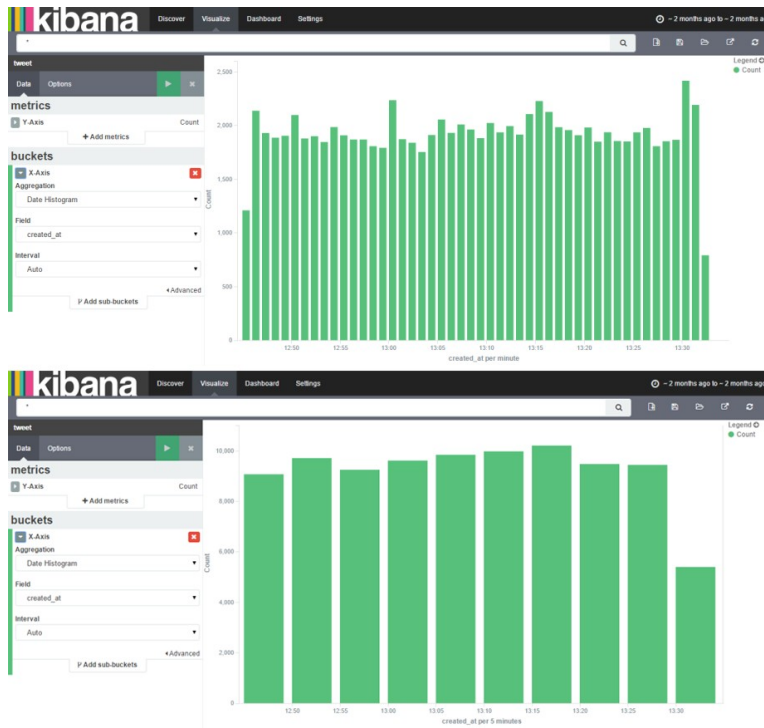 kibana Discover Visualize Dashboard Settings ~ 2 months ago to ~ 2 months a
*
tweet
Legend
Data Options
Count
metrics
Y-Axis Count
+ Add metrics
buckets
X-Axis
Aggregation
Date Histogram
Field
created_at
Interval
Auto
Advanced
Add sub-buckets
2,500
2,000
1,500
1,000
500
0
Count
12:50 12:55 13:00 13:05 13:10 13:15 13:20 13:25 13:30
created_at per minute
kibana Discover Visualize Dashboard Settings ~ 2 months ago to ~ 2 months ago
*
tweet
Legend
Data Options
Count
metrics
Y-Axis Count
+ Add metrics
buckets
X-Axis
Aggregation
Date Histogram
Field
created_at
Interval
Auto
Advanced
Add sub-buckets
10,000
8,000
6,000
4,000
2,000
0
Count
12:50 12:55 13:00 13:05 13:10 13:15 13:20 13:25 13:30
created_at per 5 minutes